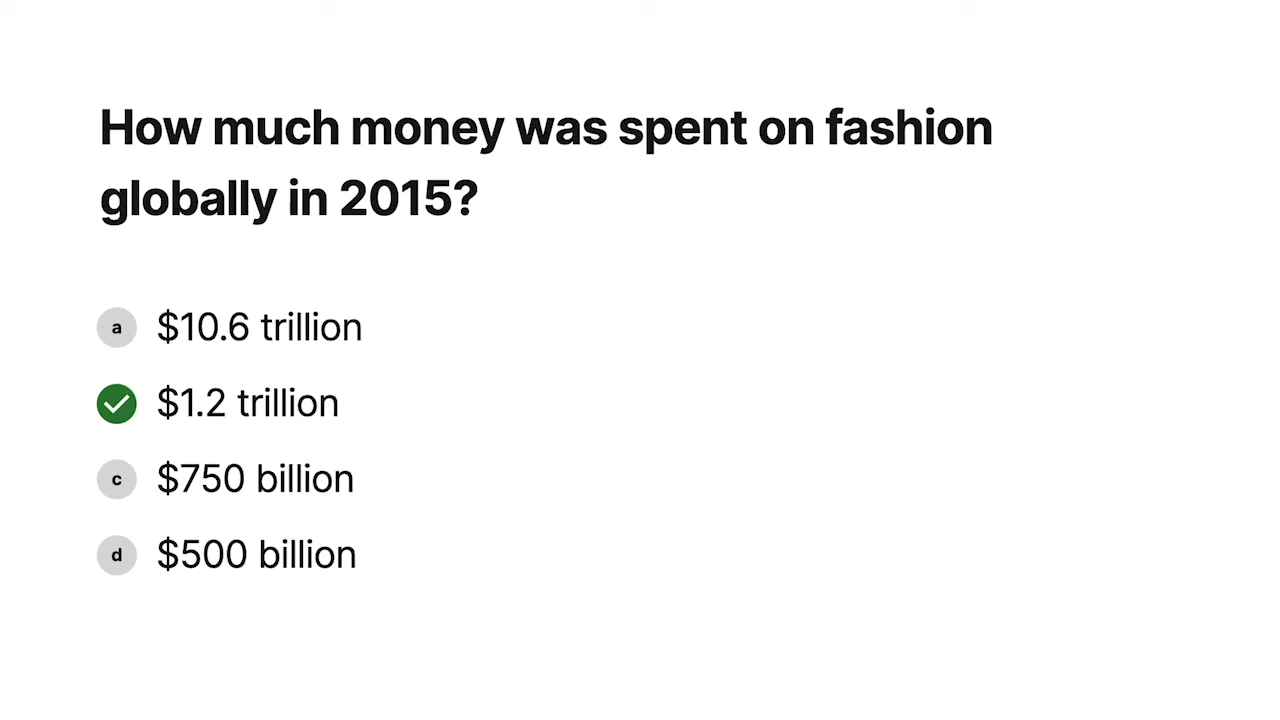 How much money was spent on fashion
globally in 2015?
a $10.6 trillion
$1.2 trillion
c $750 billion
d $500 billion